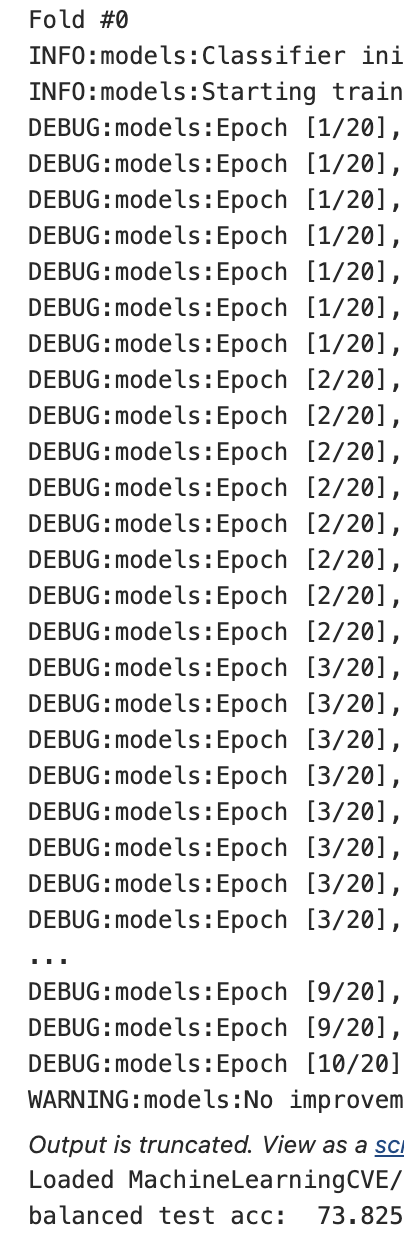 Fold #0
INFO:models:Classifier ini
INFO:models:Starting train
DEBUG:models:Epoch [1/20],
DEBUG:models:Epoch [1/20],
DEBUG:models:Epoch [1/20],
DEBUG:models:Epoch [1/20],
DEBUG:models:Epoch [1/20],
DEBUG:models:Epoch [1/20],
DEBUG:models:Epoch [1/20],
DEBUG:models:Epoch [2/20],
DEBUG:models:Epoch [2/20],
DEBUG:models:Epoch [2/20],
DEBUG:models:Epoch [2/20],
DEBUG:models:Epoch [2/20],
DEBUG:models:Epoch [2/20],
DEBUG:models:Epoch [2/20],
DEBUG:models:Epoch [2/20],
DEBUG:models:Epoch [3/20],
DEBUG:models:Epoch [3/20],
DEBUG:models:Epoch [3/20],
DEBUG:models:Epoch [3/20],
DEBUG:models:Epoch [3/20],
DEBUG:models:Epoch [3/20],
DEBUG:models:Epoch [3/20],
DEBUG:models:Epoch [3/20],
...
DEBUG:models:Epoch [9/20],
DEBUG:models:Epoch [9/20],
DEBUG:models:Epoch [10/20]
WARNING:models:No improvem
Output is truncated. View as a scr
Loaded MachineLearningCVE/
balanced test acc:  73.825